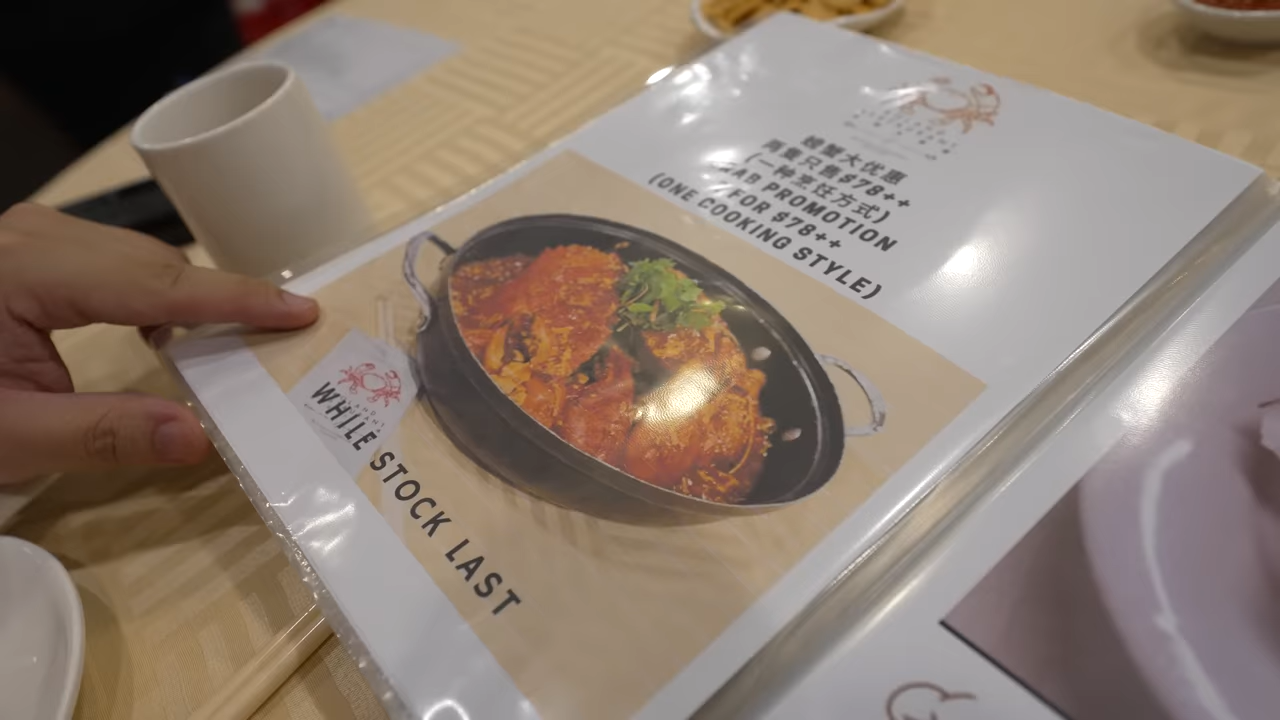 螃蟹大优惠
两隻只售$78++
(一种烹饪方式)
CRAB PROMOTION
FOR $78++
(ONE COOKING STYLE)
WHILE STOCK LAST